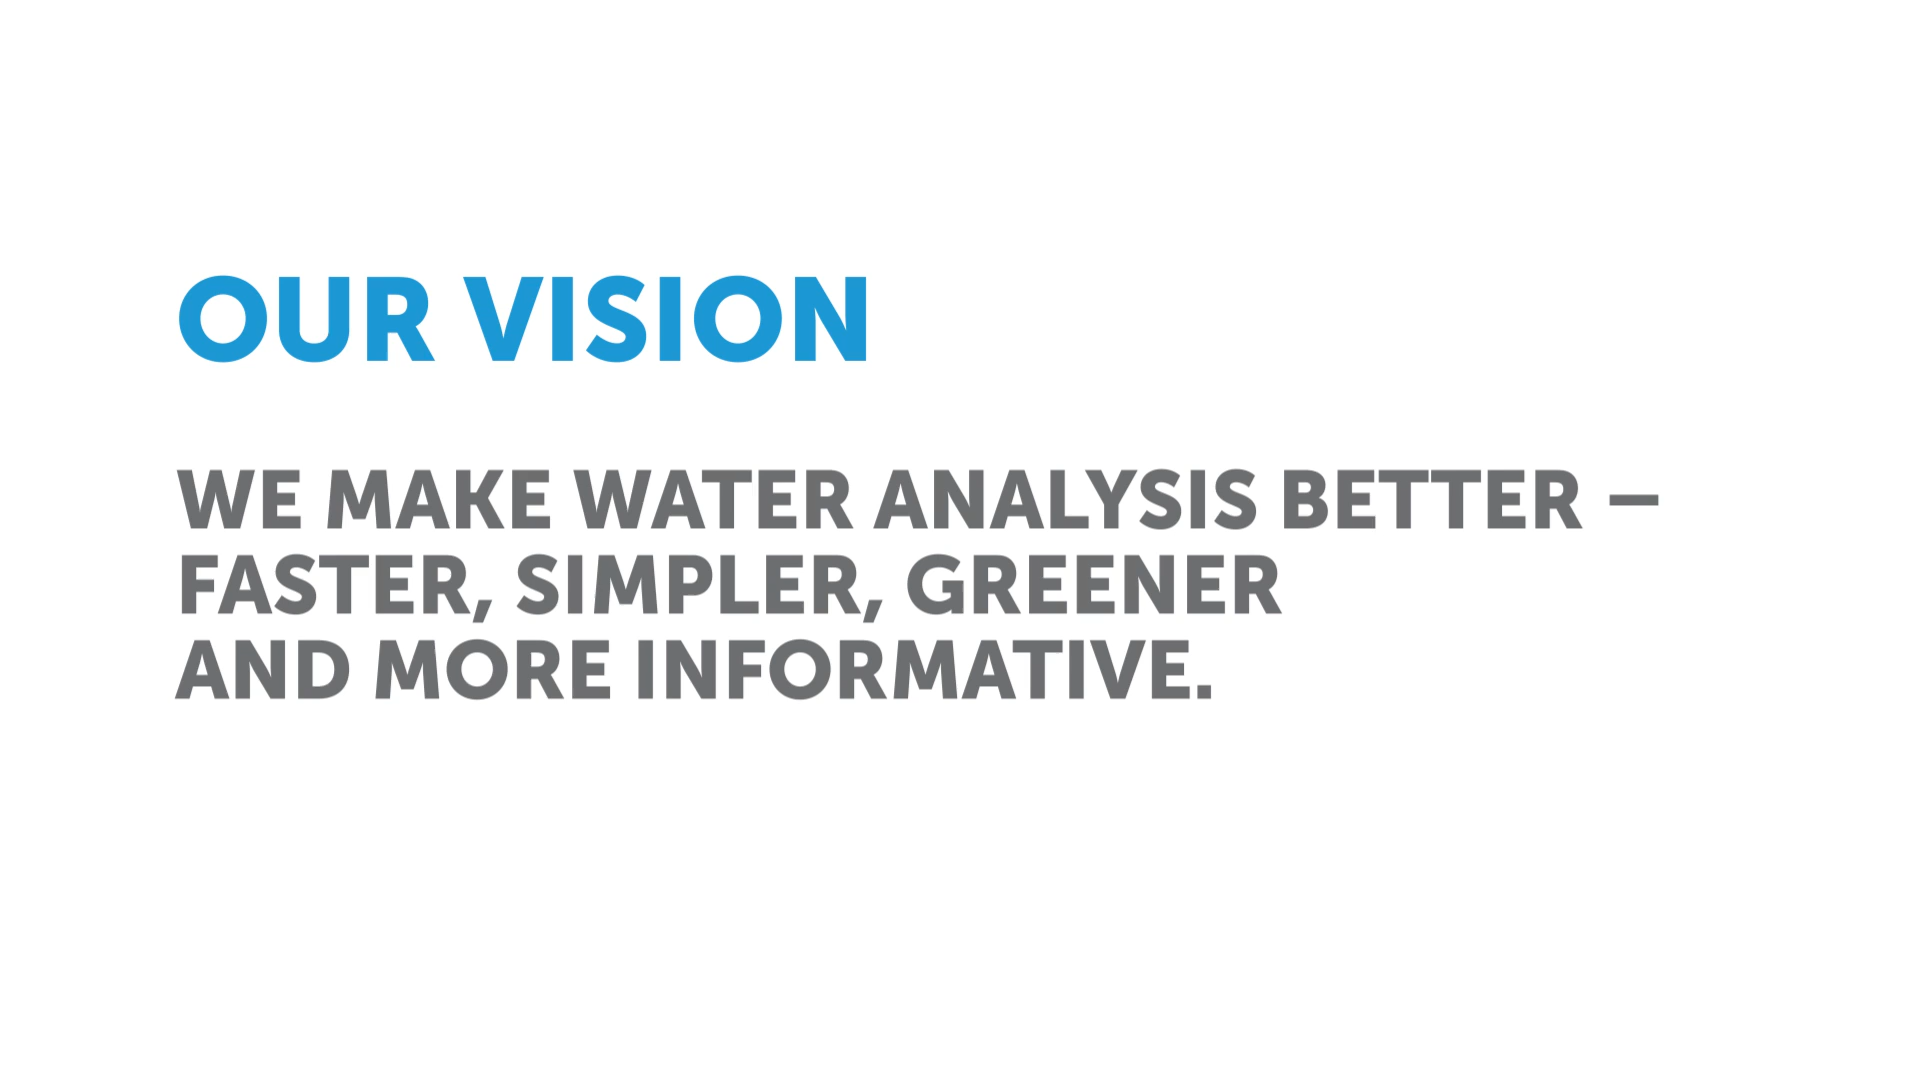 OUR VISION
WE MAKE WATER ANALYSIS BETTER –
FASTER, SIMPLER, GREENER
AND MORE INFORMATIVE.